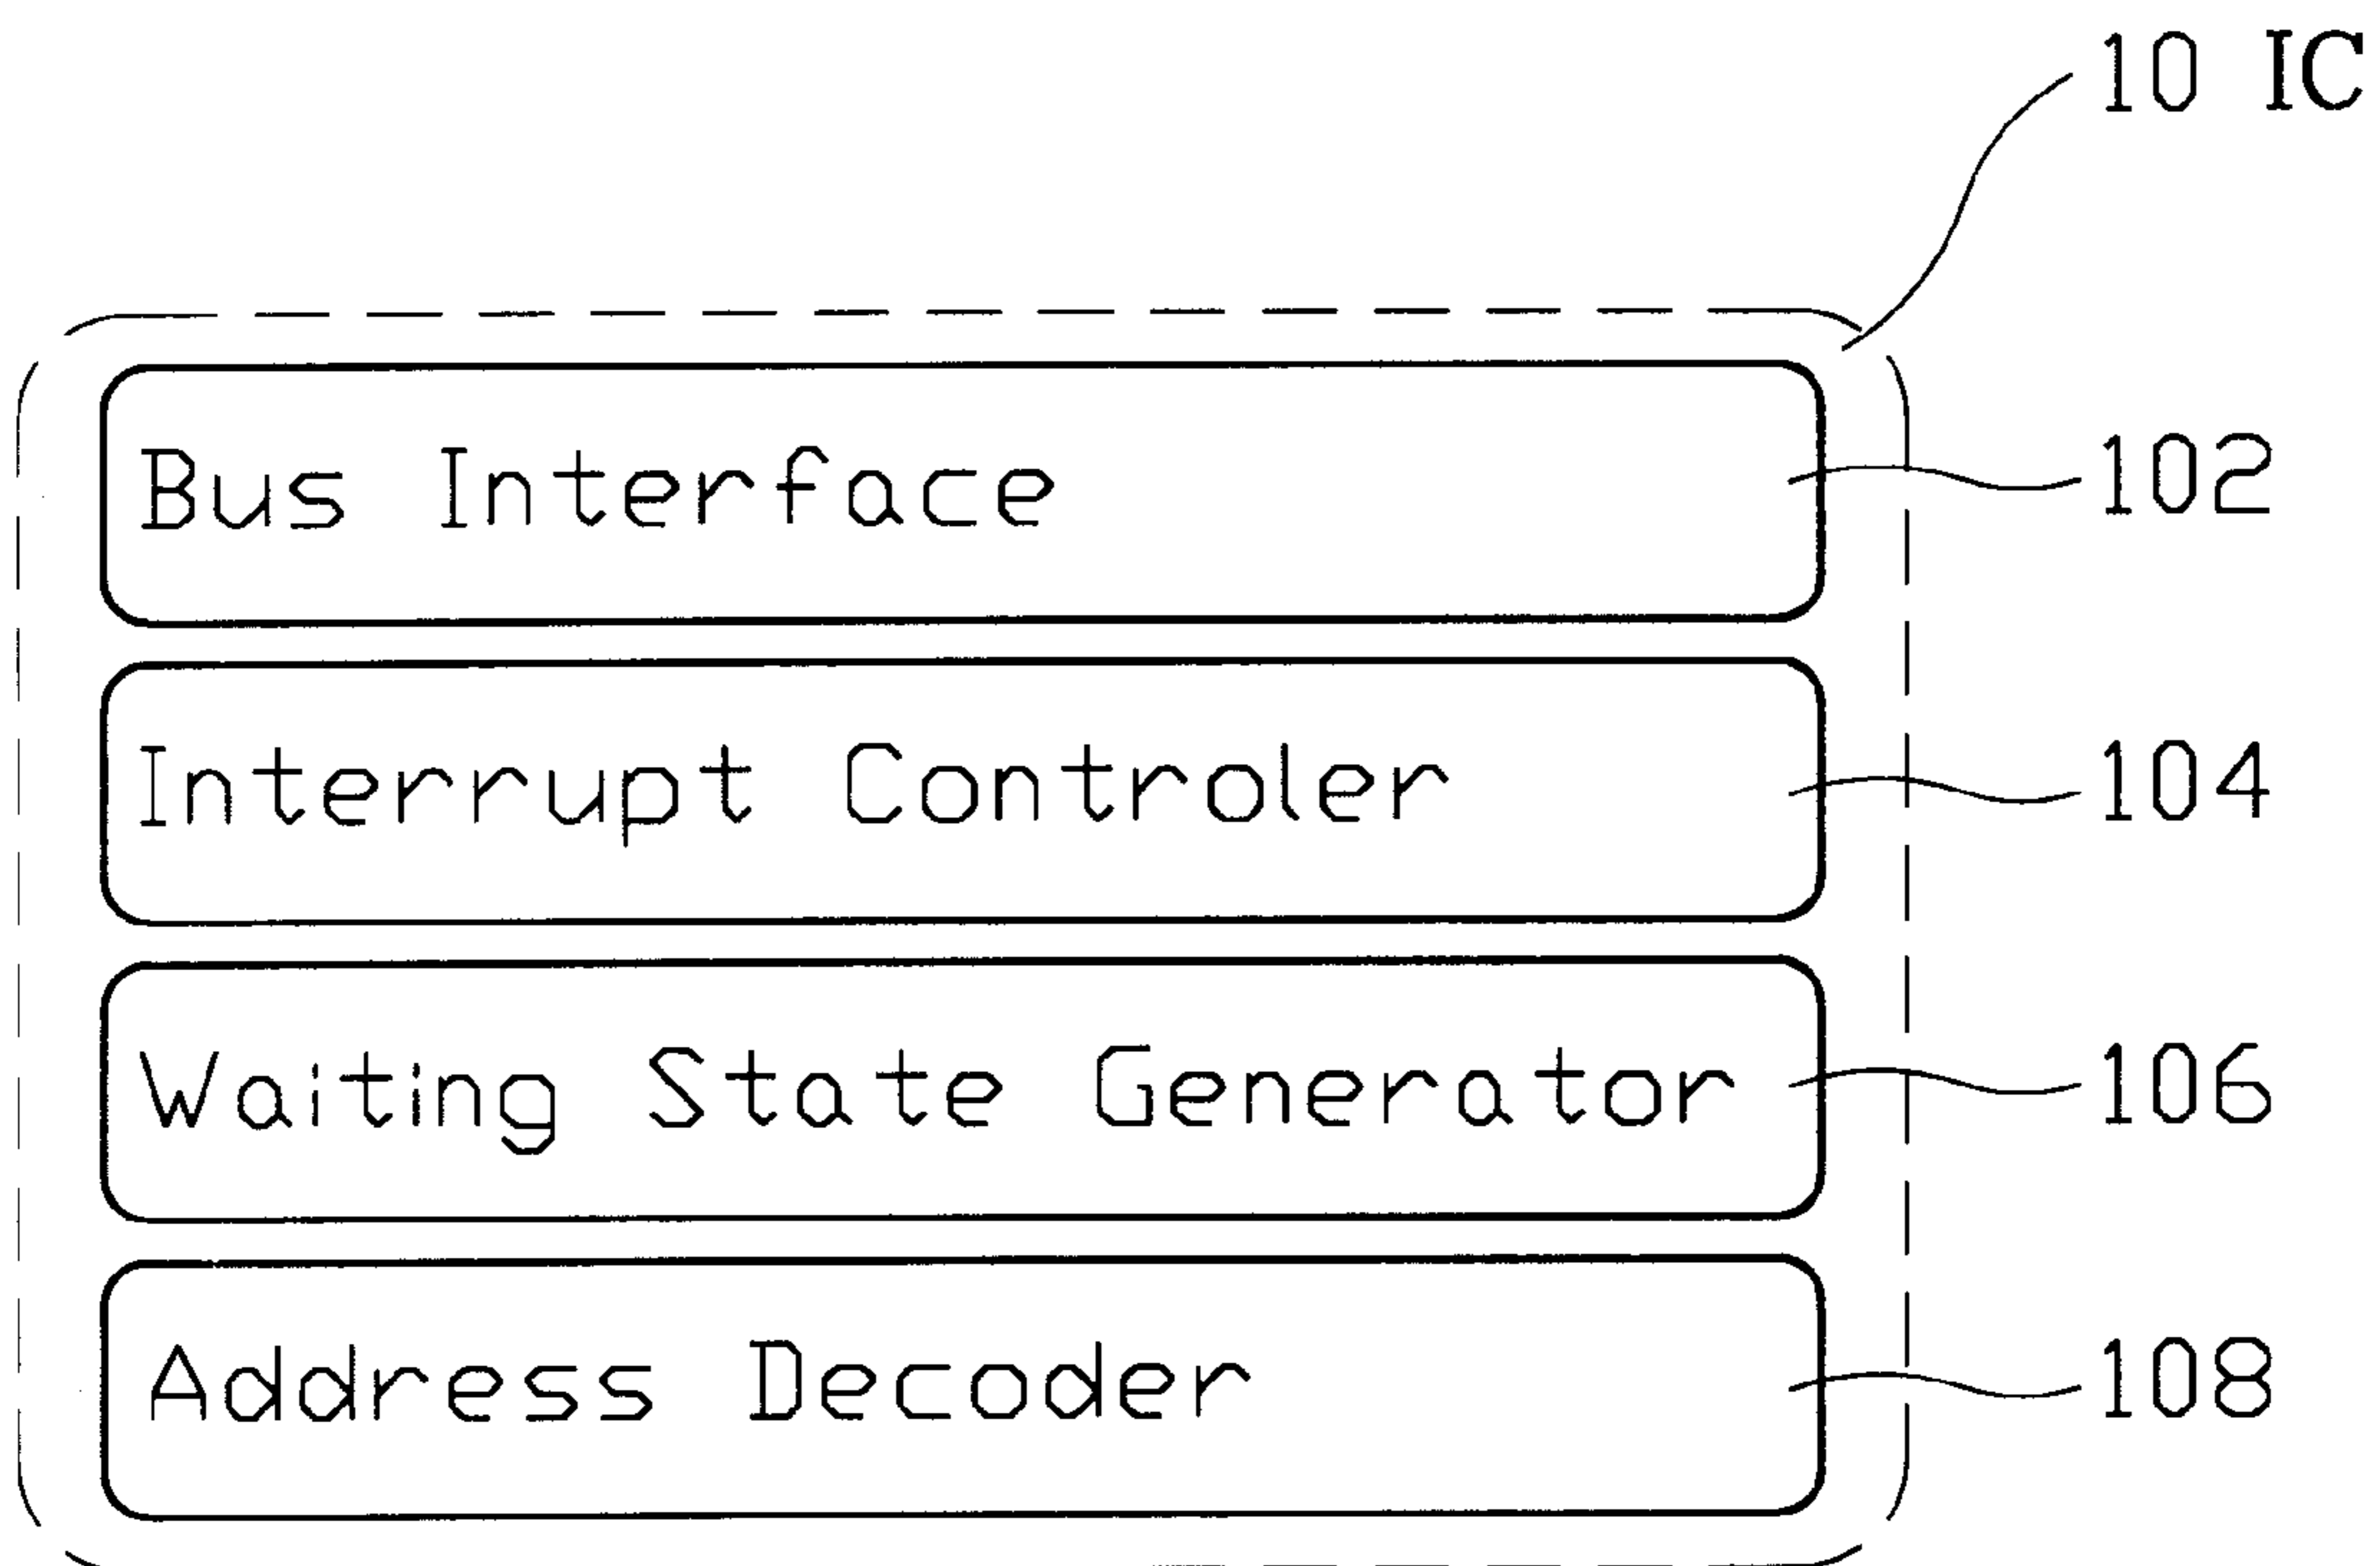 10 IC
Bus Interface 102
Interrupt Controler 104
Waiting State Generator 106
Address Decoder 108